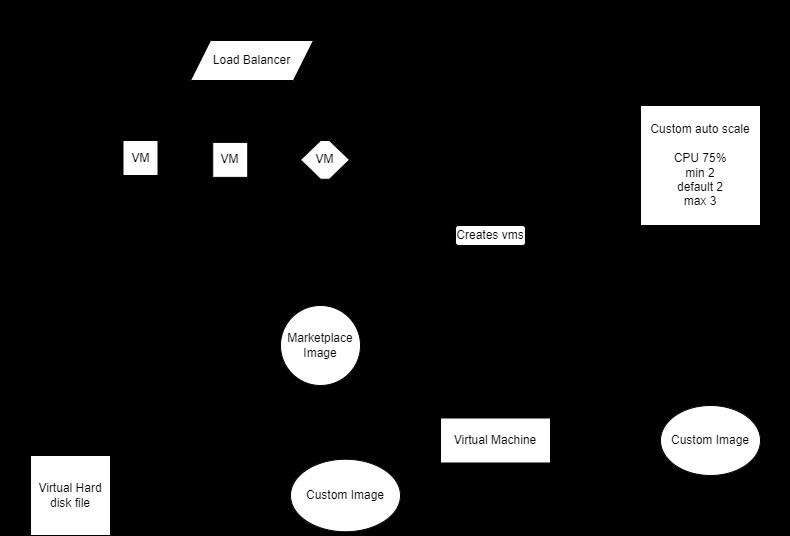 Load Balancer
VM
VM
VM
Custom auto scale
CPU 75%
min 2
default 2
max 3
Creates vms
Marketplace
Image
Virtual Machine
Custom Image
Virtual Hard
disk file
Custom Image